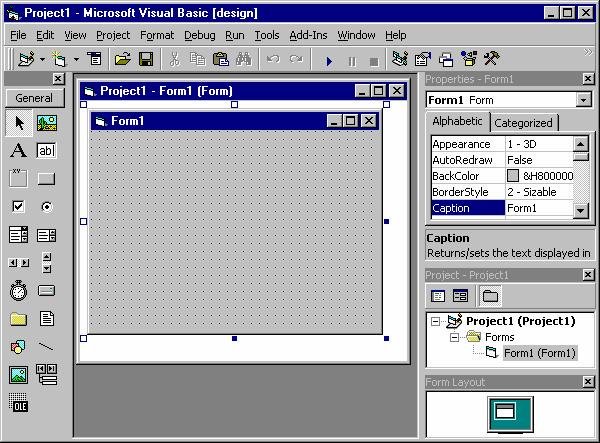 Project1 - Microsoft Visual Basic [design]
File Edit View Project Format Debug Run Tools Add-Ins Window Help
General
A ab|
xv
OLE
Project1 - Form1 (Form)
Form1
Properties - Form1
Form1 Form
Alphabetic Categorized
Appearance 1 - 3D
AutoRedraw False
BackColor &H800000
BorderStyle 2 - Sizable
Caption Form1
Caption
Returns/sets the text displayed in
Project - Project1
Project1 (Project1)
Forms
Form1 (Form1)
Form Layout